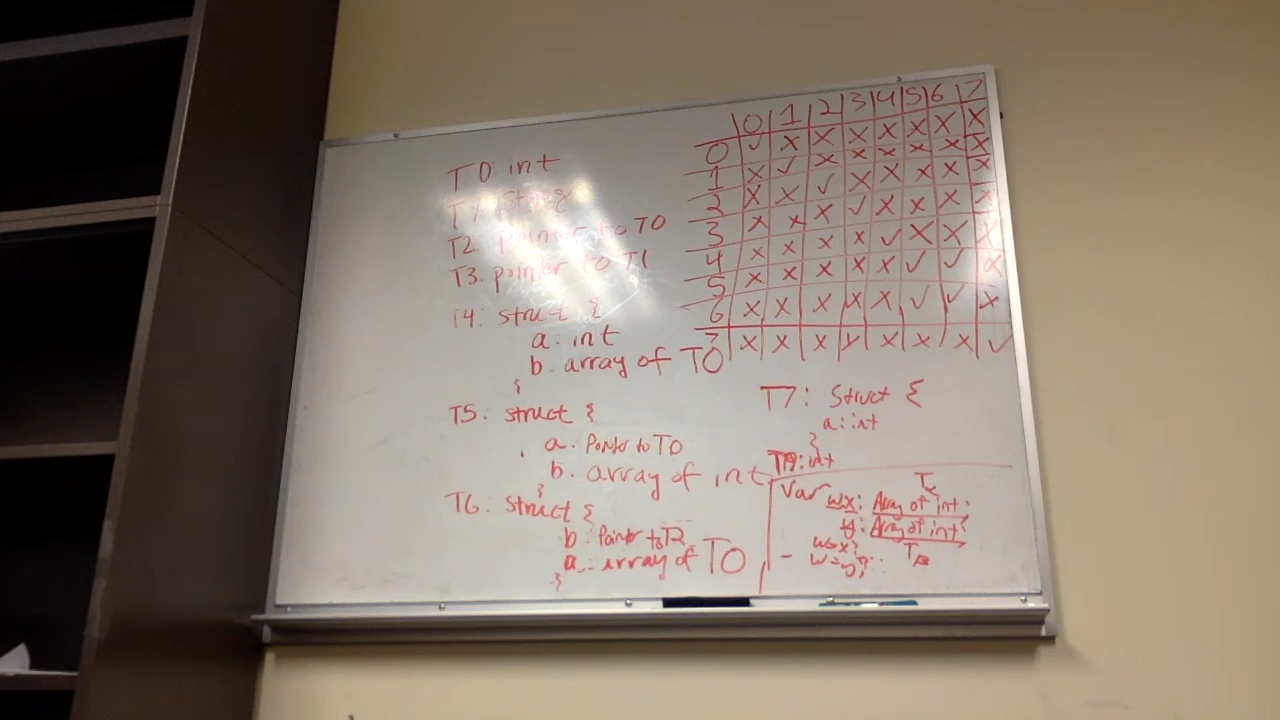 T0: int
T1: string
T2: pointer to T0
T3: pointer to T1
T4: struct {
a: int
b: array of T0
}
T5: struct {
a: Pointer to T0
b: array of int
}
T6: struct {
b: Pointer to T2
a: array of T0
}
0 1 2 3 4 5 6 7
0 ✓ X X X X X X X
1 X ✓ X X X X X X
2 X X ✓ X X X X X
3 X X X ✓ X X X X
4 X X X X ✓ X X X
5 X X X X X ✓ ✓ X
6 X X X X X ✓ ✓ X
7 X X X X X X X ✓
T7: Struct {
a: int
}
: int
Var w,x: Array of int;
y: Array of int;
w=x;
w=y;